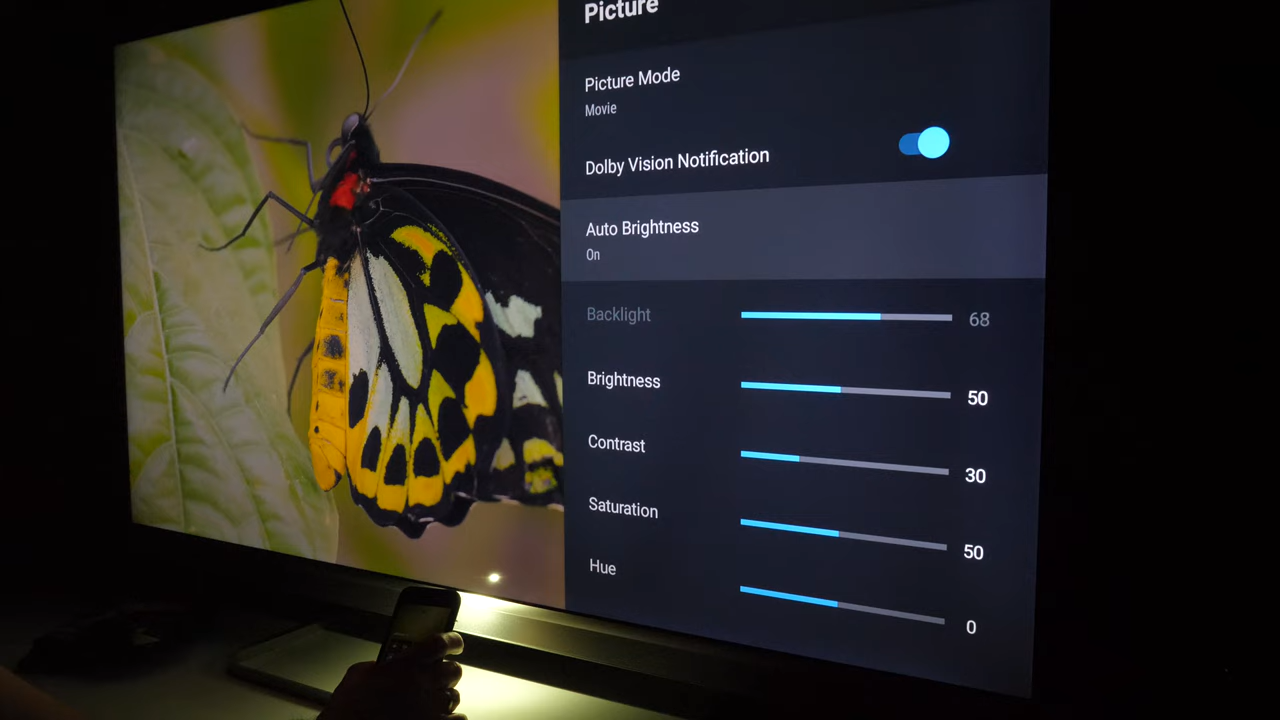 Picture
Picture Mode
Movie
Dolby Vision Notification
Auto Brightness
On
Backlight 68
Brightness 50
Contrast 30
Saturation 50
Hue 0